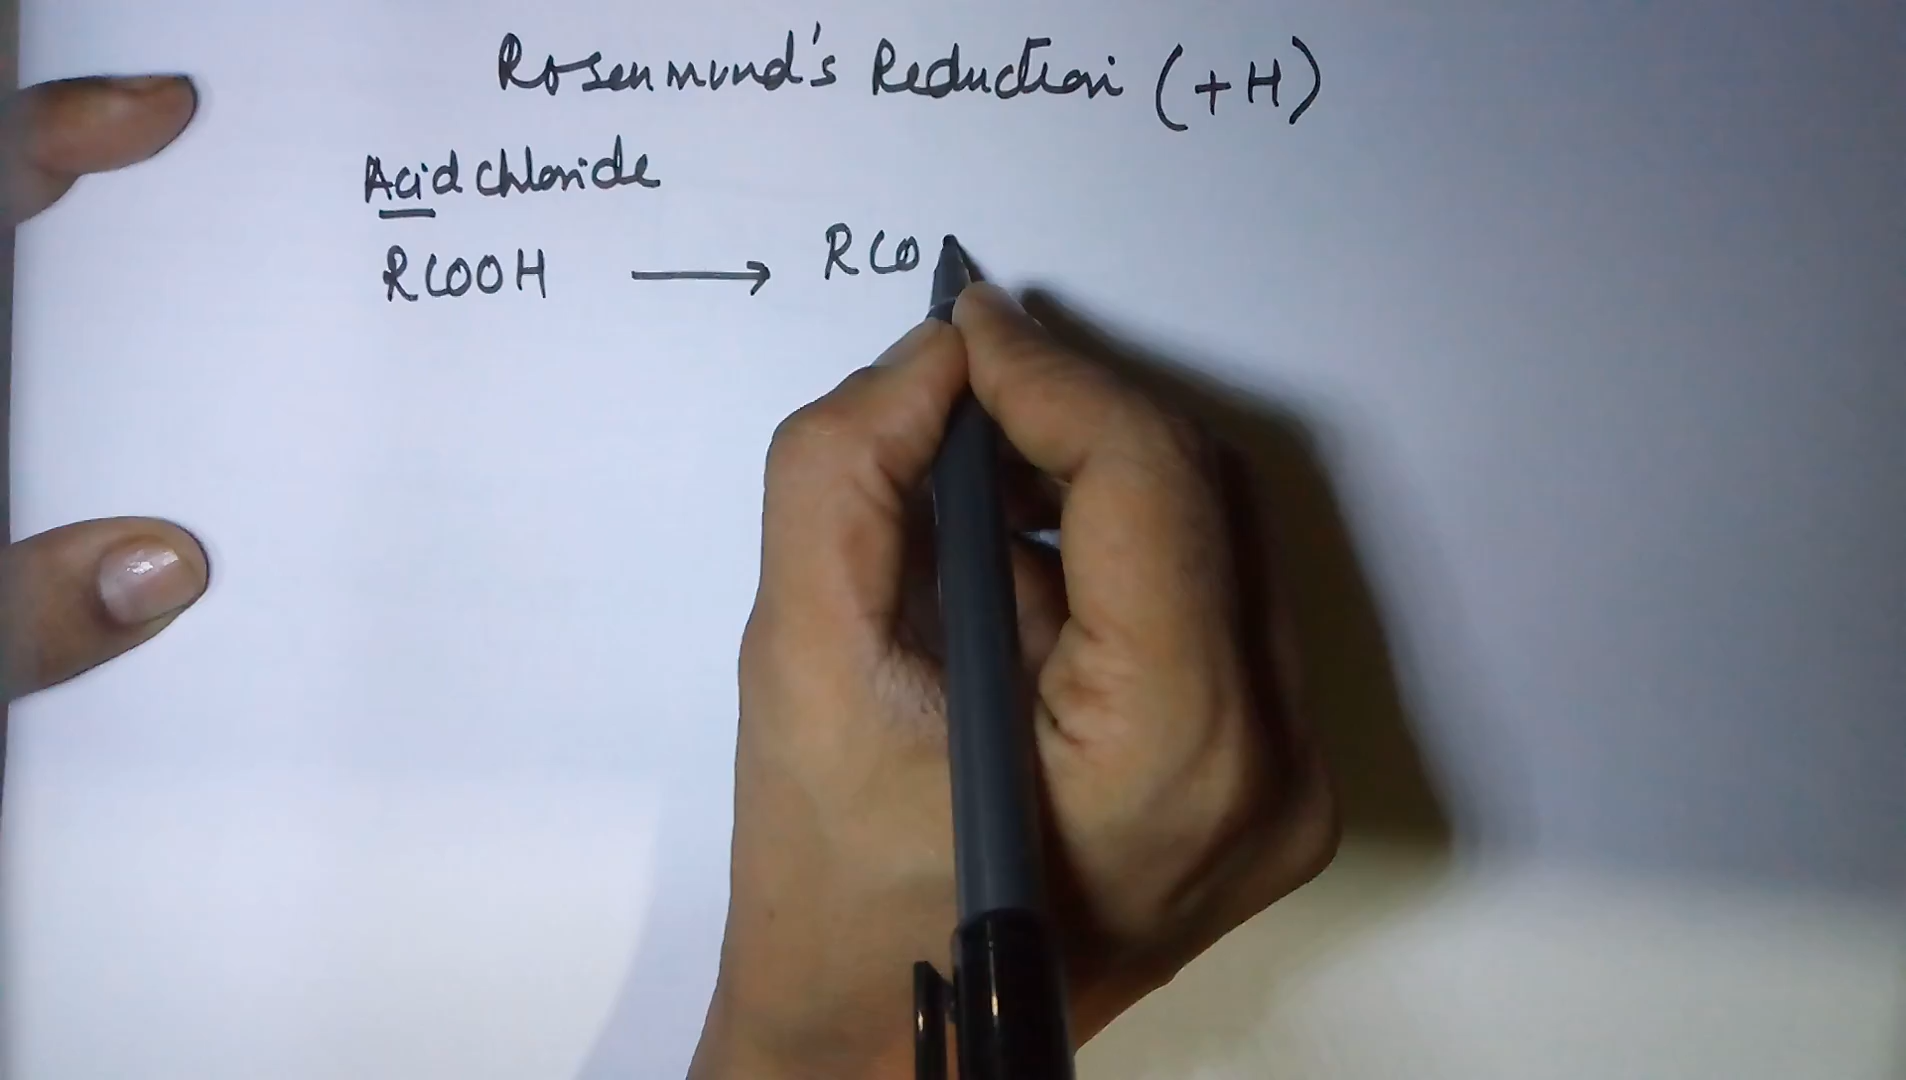 Rosenmund's Reduction (+H)
Acid chloride
RCOOH ⟶ RCO